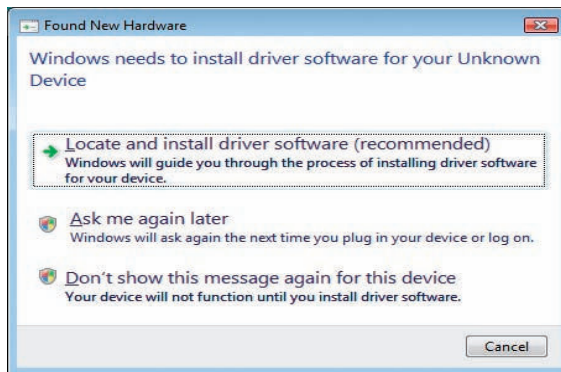 Found New Hardware
Windows needs to install driver software for your Unknown
Device
Locate and install driver software (recommended)
Windows will guide you through the process of installing driver software
for your device.
Ask me again later
Windows will ask again the next time you plug in your device or log on.
Don't show this message again for this device
Your device will not function until you install driver software.
Cancel